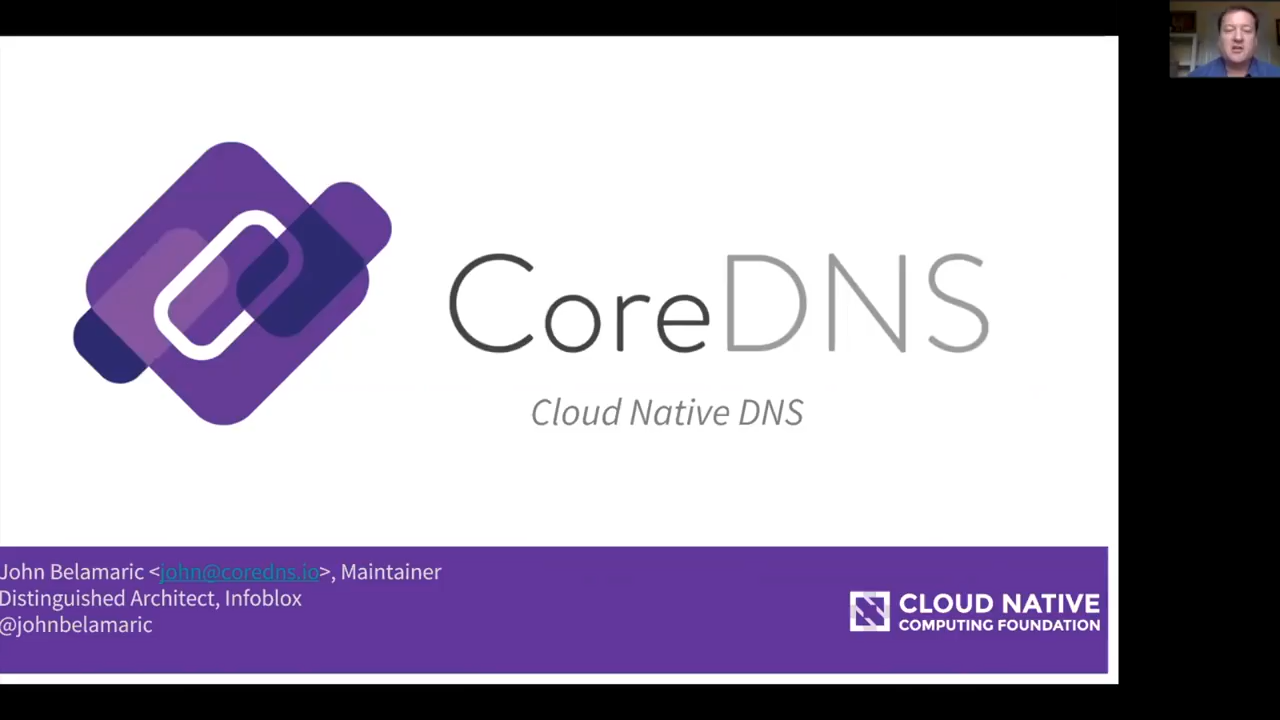 CoreDNS
Cloud Native DNS
John Belamaric <john@coredns.io>, Maintainer
Distinguished Architect, Infoblox
@johnbelamaric
CLOUD NATIVE
COMPUTING FOUNDATION